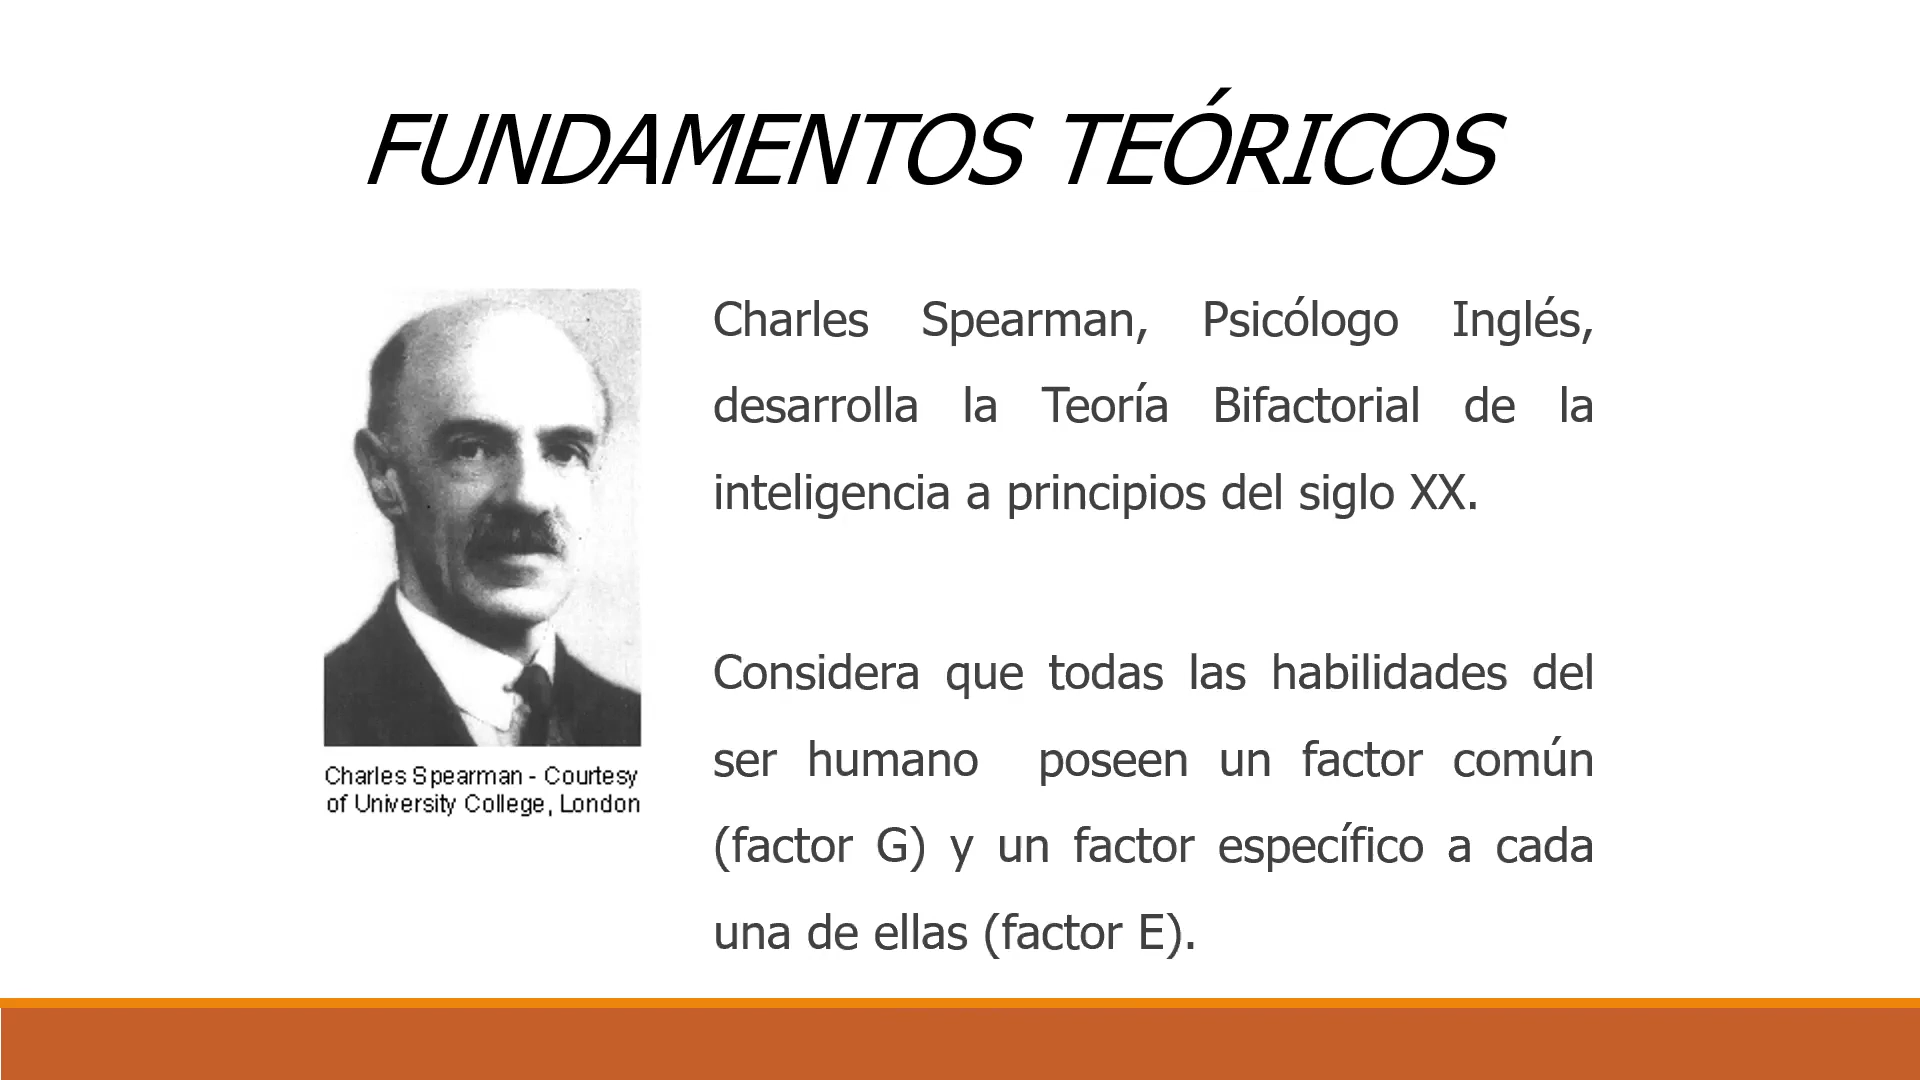 FUNDAMENTOS TEÓRICOS
Charles Spearman, Psicólogo Inglés,
desarrolla la Teoría Bifactorial de la
inteligencia a principios del siglo XX.
Considera que todas las habilidades del
ser humano poseen un factor común
(factor G) y un factor específico a cada
una de ellas (factor E).
Charles Spearman - Courtesy
of University College, London